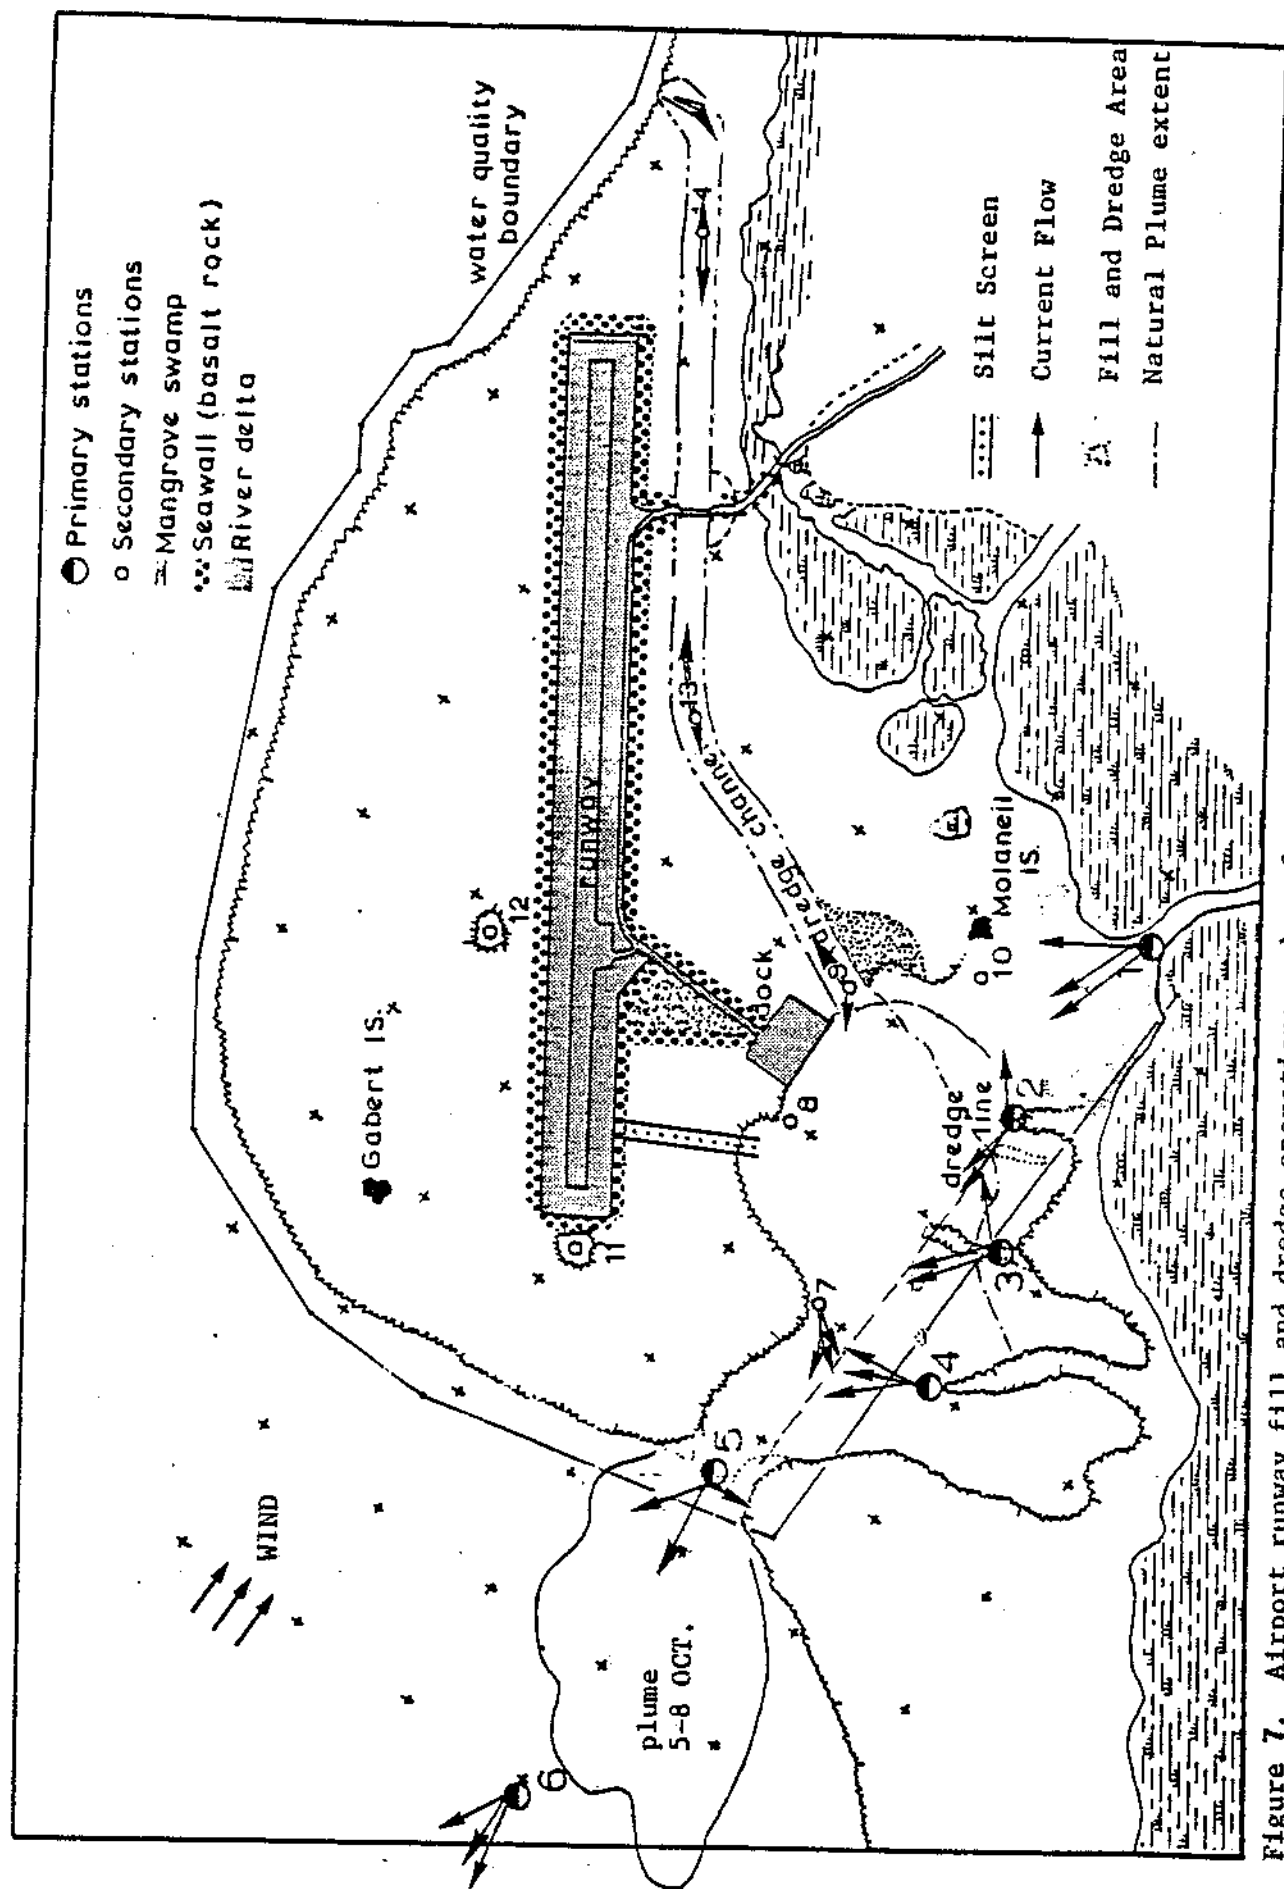 Primary stations
Secondary stations
Mangrove swamp
Seawall (basalt rock)
River delta
water quality
boundary
WIND
Gabert IS.
12
11
runway
dock
13
14
dredge channel
9
8
7
10
Molaneil
IS.
1
dredge
line
2
3
4
5
6
plume
5-8 OCT.
Silt Screen
Current Flow
Fill and Dredge Area
Natural Plume extent
Figure 7. Airport runway fill and dredge